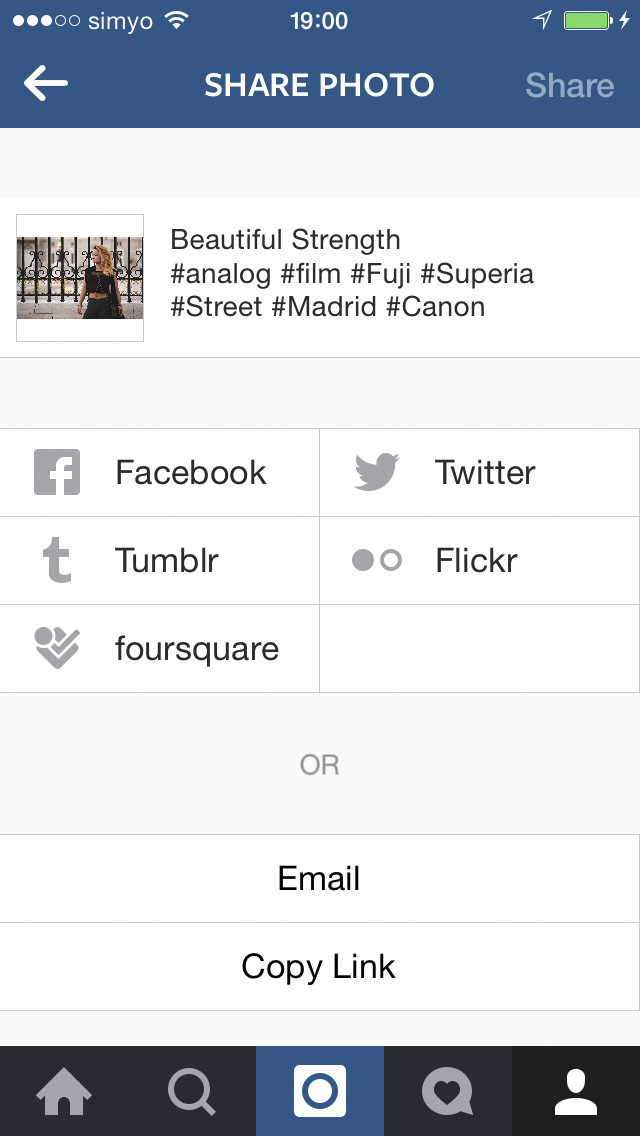 simyo 19:00
SHARE PHOTO Share
Beautiful Strength
#analog #film #Fuji #Superia
#Street #Madrid #Canon
Facebook Twitter
Tumblr Flickr
foursquare
OR
Email
Copy Link